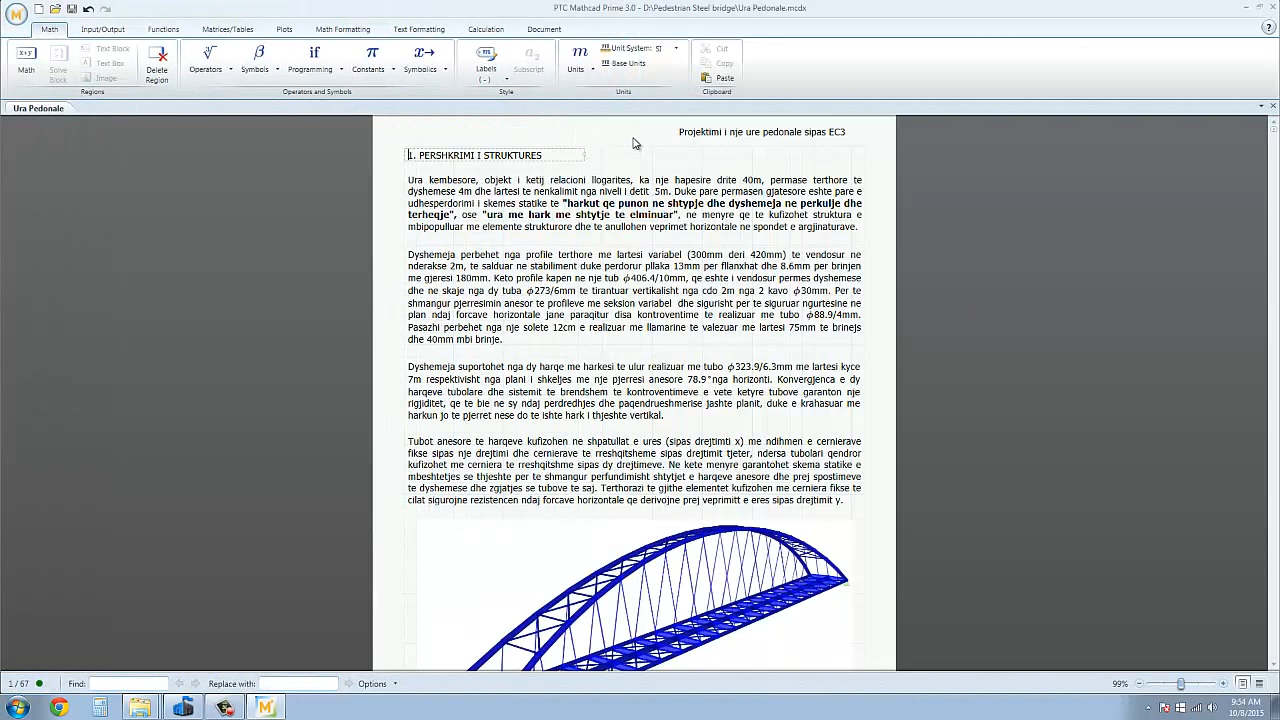 PTC Mathcad Prime 3.0 - D:\Pedestrian Steel bridge\Ura Pedonale.mcdx
Math Input/Output Functions Matrices/Tables Plots Math Formatting Text Formatting Calculation Document
Math
Solve Block
Text Block
Text Box
Image
Delete Region
Regions
Operators
Symbols
if
Programming
π
Constants
Symbolics
Operators and Symbols
Labels
( - )
Subscript
Style
Units
Unit System: SI
Base Units
Units
Cut
Copy
Paste
Clipboard
Ura Pedonale
Projektimi i nje ure pedonale sipas EC3
1. PERSHKRIMI I STRUKTURES
Ura kembesore, objekt i ketij relacioni llogarites, ka nje hapesire drite 40m, permase terthore te
dyshemese 4m dhe lartesi te nenkalimit nga niveli i detit 5m. Duke pare permasen gjatesore eshte pare e
udhesperdorimi i skemes statike te "harkut qe punon ne shtypje dhe dyshemeja ne perkulje dhe
terheqje", ose "ura me hark me shtytje te elminuar", ne menyre qe te kufizohet struktura e
mbipopulluar me elemente strukturore dhe te anullohen veprimet horizontale ne spondet e argjinaturave.
Dyshemeja perbehet nga profile terthore me lartesi variabel (300mm deri 420mm) te vendosur ne
nderakse 2m, te salduar ne stabiliment duke perdorur pllaka 13mm per fllanxhat dhe 8.6mm per brinjen
me gjeresi 180mm. Keto profile kapen ne nje tub ϕ406.4/10mm, qe eshte i vendosur permes dyshemese
dhe ne skaje nga dy tuba ϕ273/6mm te tirantuar vertikalisht nga cdo 2m nga 2 kavo ϕ30mm. Per te
shmangur pjerresimin anesor te profileve me seksion variabel dhe sigurisht per te siguruar ngurtesine ne
plan ndaj forcave horizontale jane paraqitur disa kontroventime te realizuar me tubo ϕ88.9/4mm.
Pasazhi perbehet nga nje solete 12cm e realizuar me llamarine te valezuar me lartesi 75mm te brinejs
dhe 40mm mbi brinje.
Dyshemeja suportohet nga dy harqe me harkesi te ulur realizuar me tubo ϕ323.9/6.3mm me lartesi kyce
7m respektivisht nga plani i shkeljes me nje pjerresi anesore 78.9°nga horizonti. Konvergjenca e dy
harqeve tubolare dhe sistemit te brendshem te kontroventimeve e vete ketyre tubove garanton nje
rigjiditet, qe te bie ne sy ndaj perdredhjes dhe paqendrueshmerise jashte planit, duke e krahasuar me
harkun jo te pjerret nese do te ishte hark i thjeshte vertikal.
Tubot anesore te harqeve kufizohen ne shpatullat e ures (sipas drejtimti x) me ndihmen e cernierave
fikse sipas nje drejtimi dhe cernierave te rreshqitsheme sipas drejtimit tjeter, ndersa tubolari qendror
kufizohet me cerniera te rreshqitshme sipas dy drejtimeve. Ne kete menyre garantohet skema statike e
mbeshtetjes se thjeshte per te shmangur perfundimisht shtytjet e harqeve anesore dhe prej spostimeve
te dyshemese dhe zgjatjes se tubove te saj. Terthorazi te gjithe elementet kufizohen me cerniera fikse te
cilat sigurojne rezistencen ndaj forcave horizontale qe derivojne prej veprimitt e eres sipas drejtimit y.
1 / 67 Find: Replace with: Options 99%
9:54 AM
10/8/2015